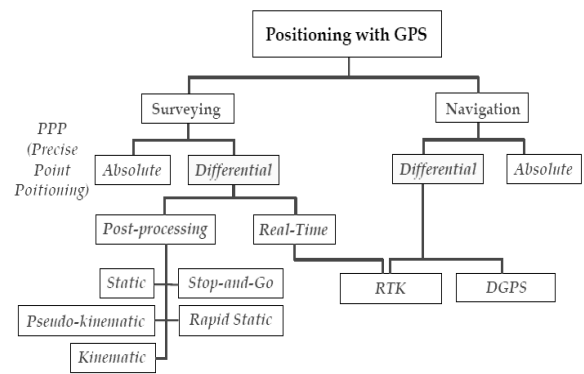 Positioning with GPS
Surveying
Navigation
PPP
(Precise
Point
Poitioning)
Absolute
Differential
Differential
Absolute
Post-processing
Real-Time
Static
Stop-and-Go
RTK
DGPS
Pseudo-kinematic
Rapid Static
Kinematic